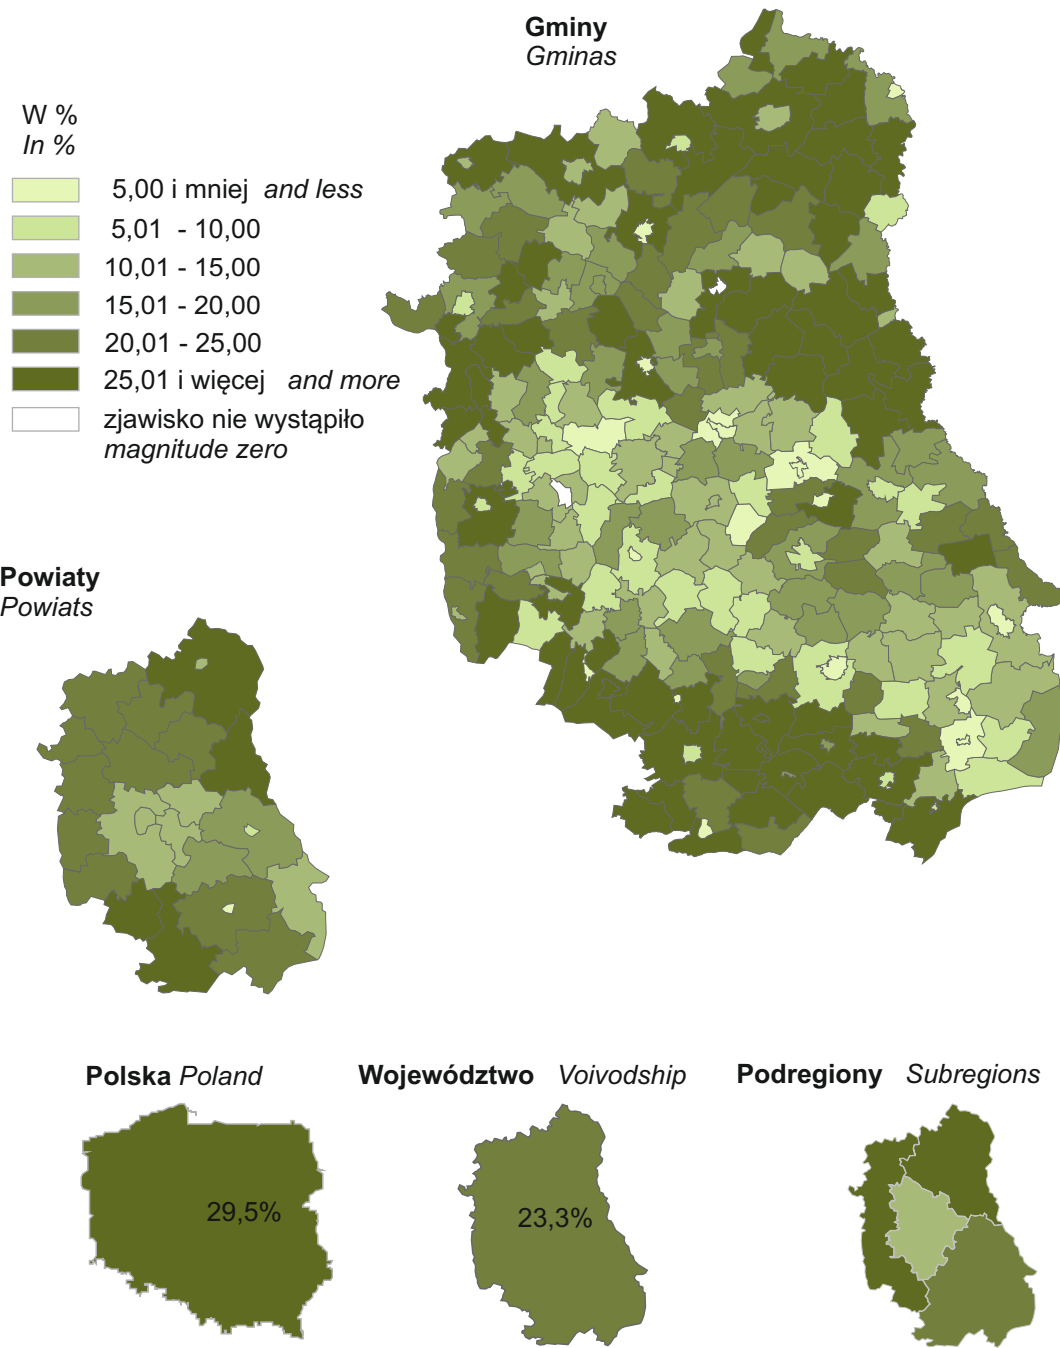 Gminy
Gminas
W %
In %
5,00 i mniej and less
5,01 - 10,00
10,01 - 15,00
15,01 - 20,00
20,01 - 25,00
25,01 i więcej and more
zjawisko nie wystąpiło
magnitude zero
Powiaty
Powiats
Polska Poland
29,5%
Województwo Voivodship
23,3%
Podregiony Subregions